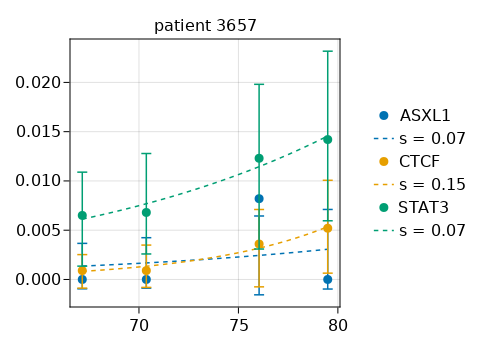 patient 3657
0.020
0.015
0.010
0.005
0.000
70
75
80
ASXL1
s = 0.07
CTCF
s = 0.15
STAT3
s = 0.07